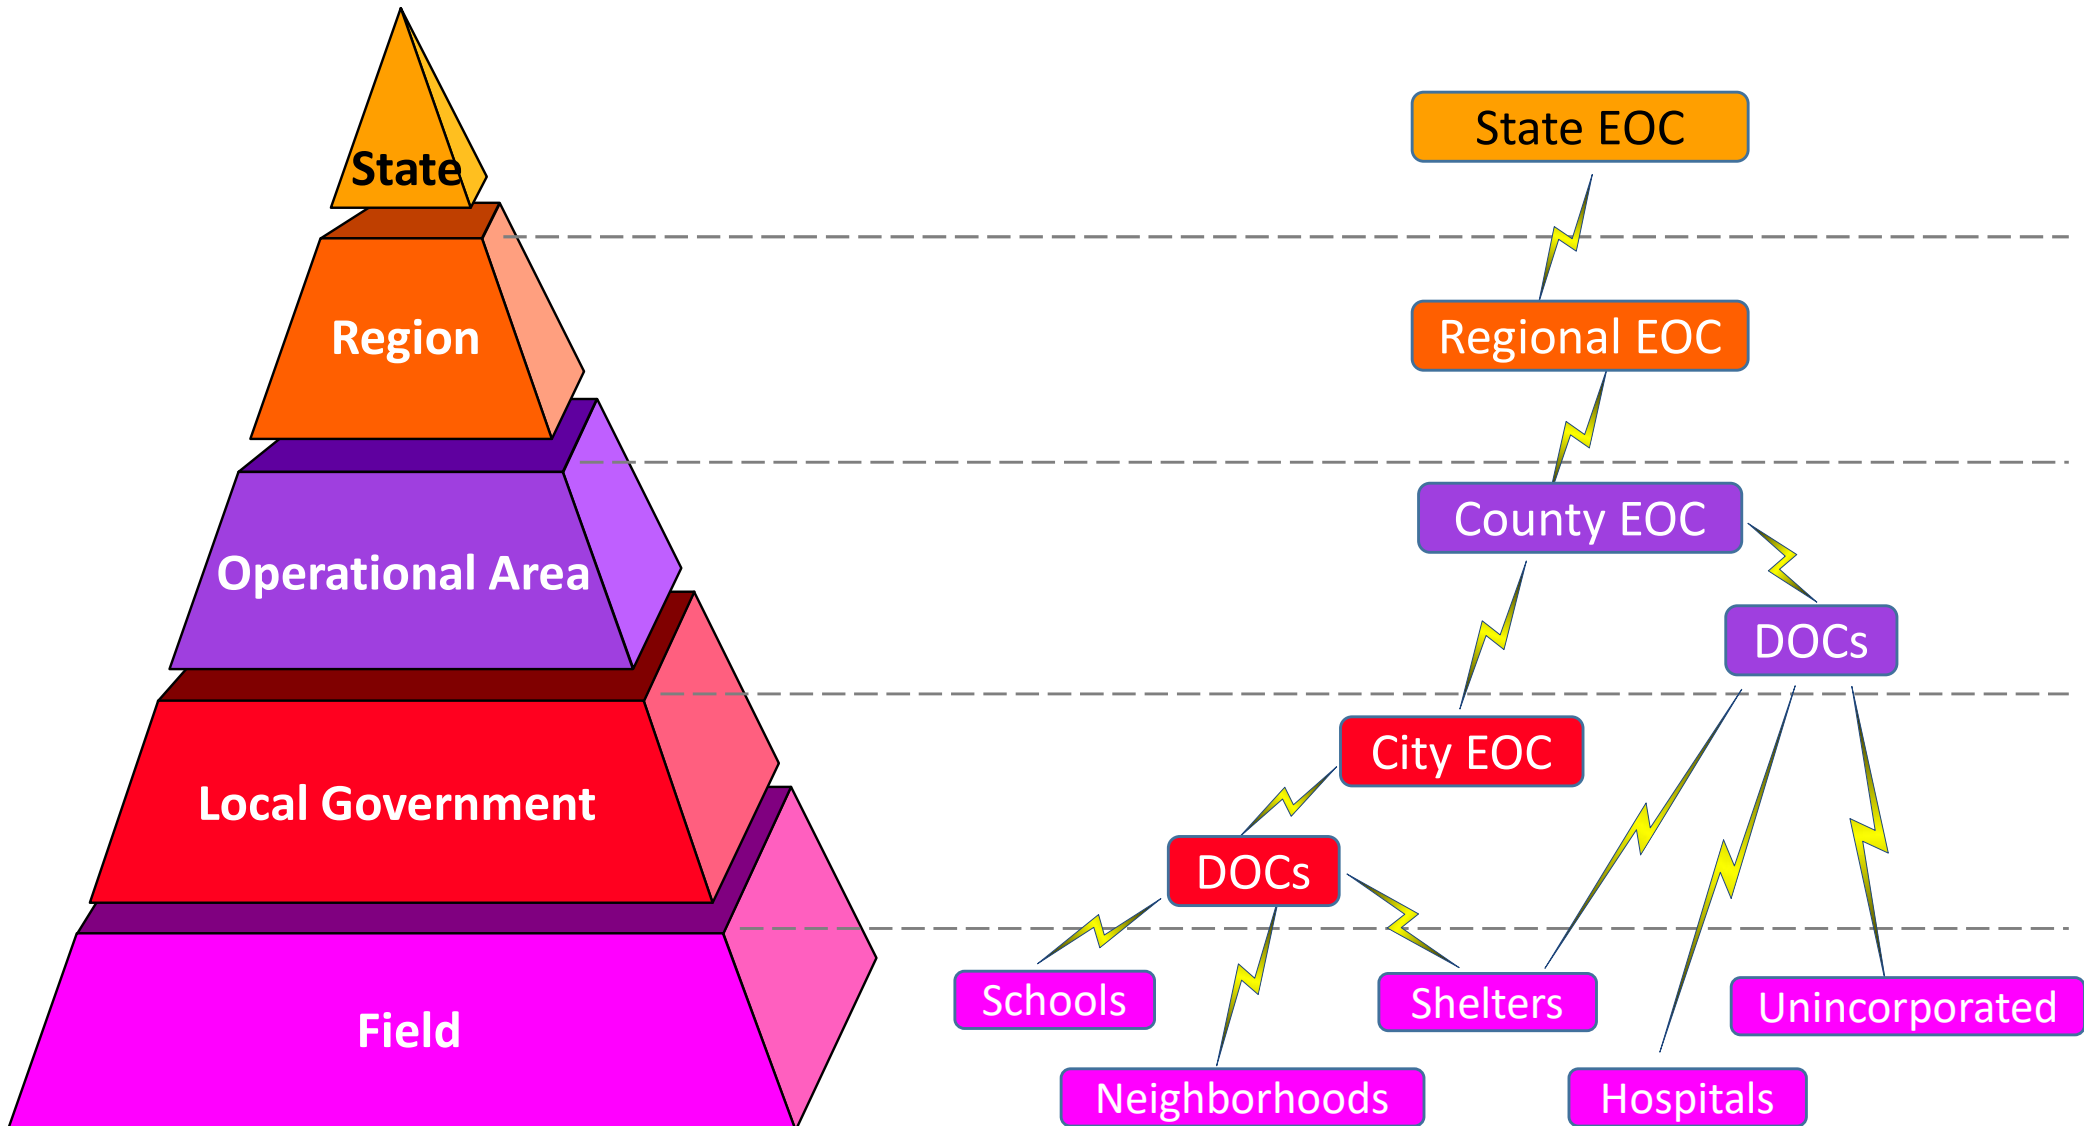 State
Region
Operational Area
Local Government
Field
State EOC
Regional EOC
County EOC
DOCs
City EOC
DOCs
Schools
Shelters
Unincorporated
Neighborhoods
Hospitals